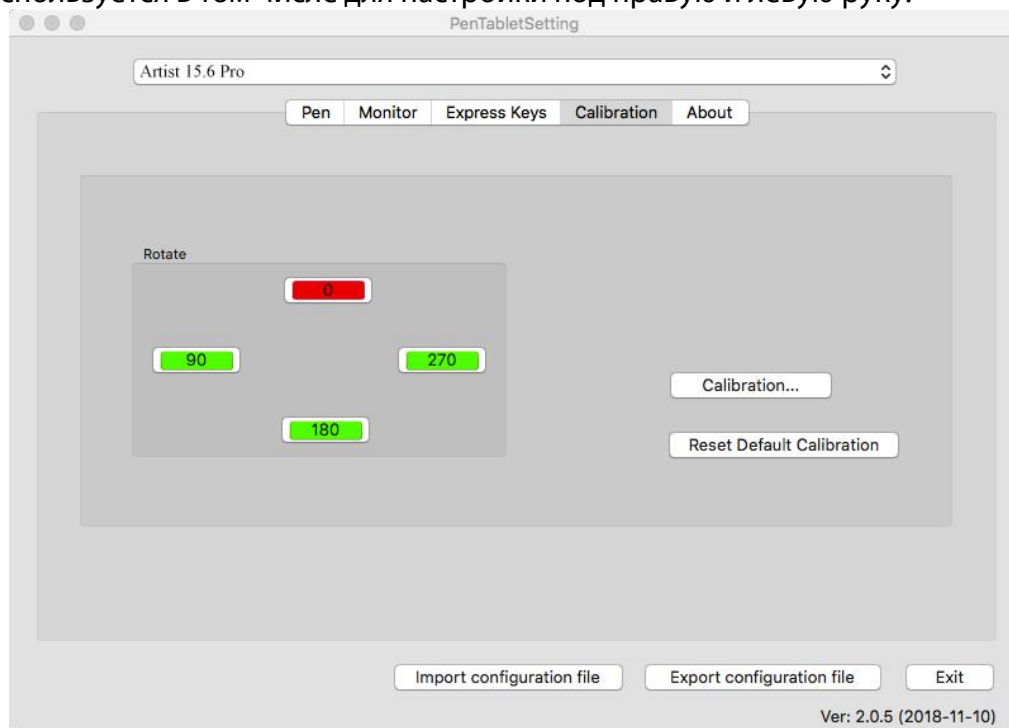 используется в том числе для настройки под правую и левую руку.
PenTabletSetting
Artist 15.6 Pro
Pen Monitor Express Keys Calibration About
Rotate
0
90 270
Calibration...
180
Reset Default Calibration
Import configuration file Export configuration file Exit
Ver: 2.0.5 (2018-11-10)